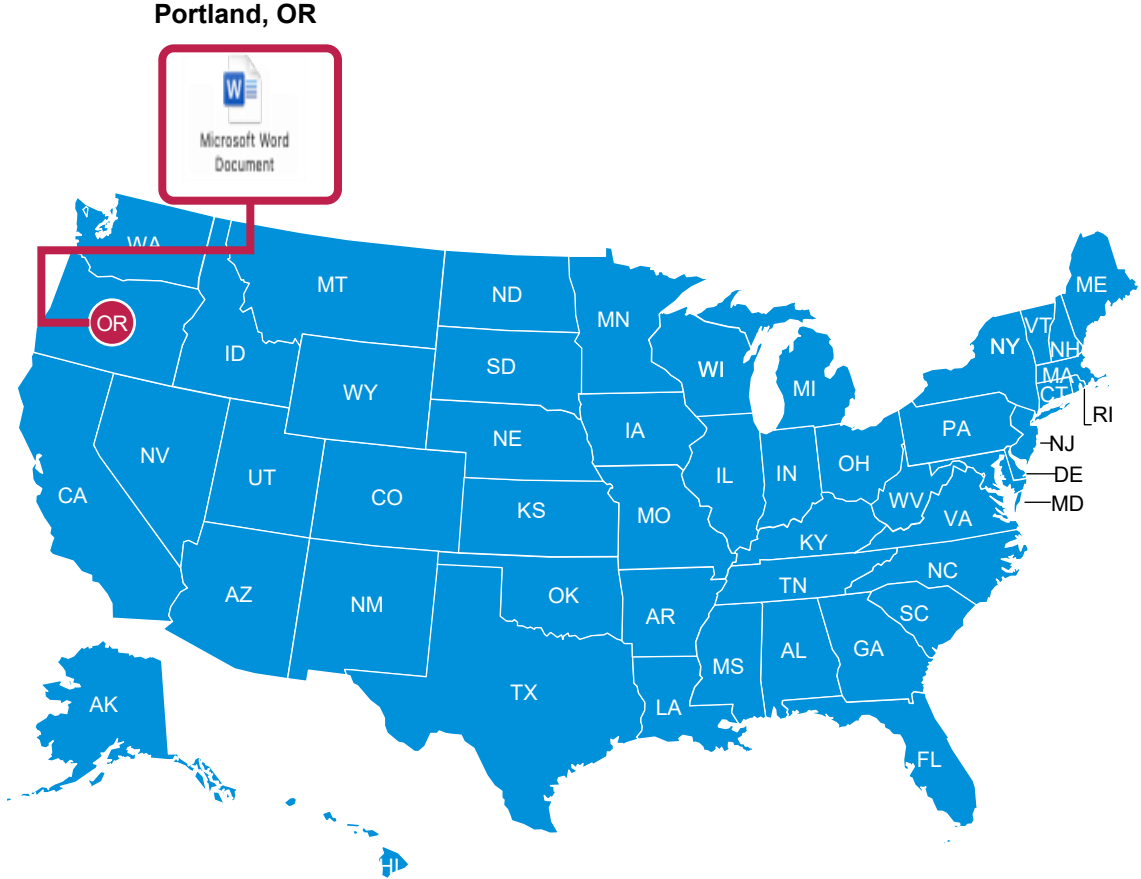 Portland, OR
W
Microsoft Word
Document
WA
MT
ND
MN
ME
OR
ID
SD
WI
MI
NY
VT
NH
WY
MA
CT
RI
NV
UT
CO
NE
IA
IL
IN
OH
PA
NJ
CA
KS
MO
WV
VA
DE
MD
KY
AZ
NM
OK
AR
TN
NC
SC
MS
AL
GA
TX
LA
AK
FL
HI